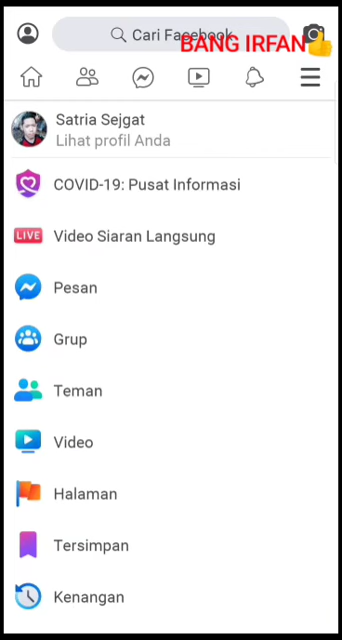 Cari Facebook
BANG IRFAN👍
Satria Sejgat
Lihat profil Anda
COVID-19: Pusat Informasi
LIVE
Video Siaran Langsung
Pesan
Grup
Teman
Video
Halaman
Tersimpan
Kenangan